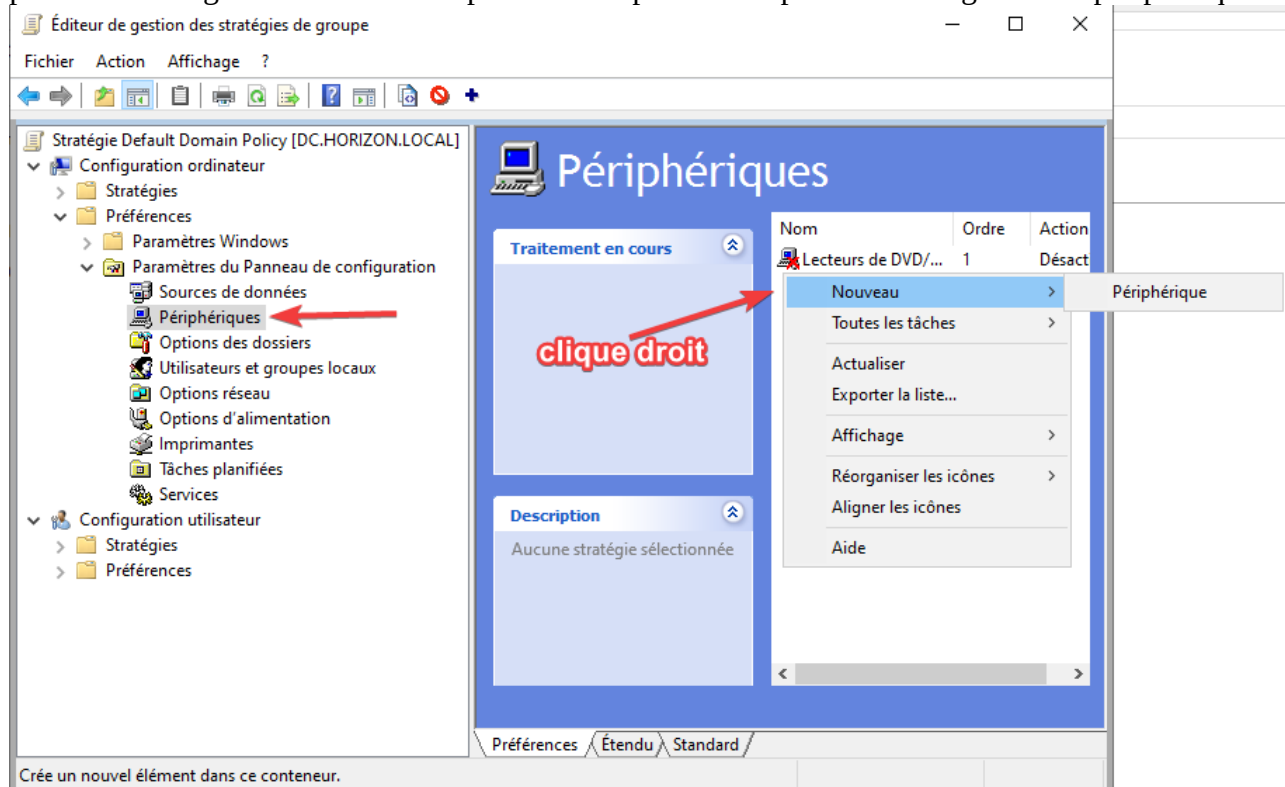 Éditeur de gestion des stratégies de groupe
Fichier Action Affichage ?
Stratégie Default Domain Policy [DC.HORIZON.LOCAL]
Configuration ordinateur
Stratégies
Préférences
Paramètres Windows
Paramètres du Panneau de configuration
Sources de données
Périphériques
Options des dossiers
Utilisateurs et groupes locaux
Options réseau
Options d'alimentation
Imprimantes
Tâches planifiées
Services
Configuration utilisateur
Stratégies
Préférences
Périphériques
Traitement en cours
clique droit
Description
Aucune stratégie sélectionnée
Nom Ordre Action
Lecteurs de DVD/... 1 Désact
Nouveau
Périphérique
Toutes les tâches
Actualiser
Exporter la liste...
Affichage
Réorganiser les icônes
Aligner les icônes
Aide
Préférences Étendu Standard
Crée un nouvel élément dans ce conteneur.